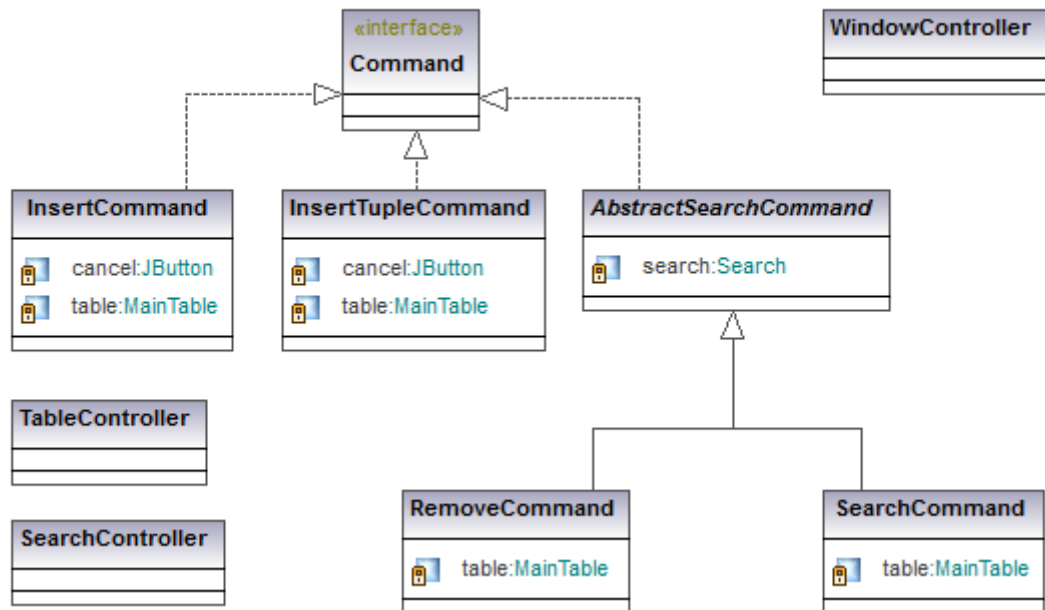 «interface»
Command
WindowController
InsertCommand
cancel:JButton
table:MainTable
InsertTupleCommand
cancel:JButton
table:MainTable
AbstractSearchCommand
search:Search
TableController
SearchController
RemoveCommand
table:MainTable
SearchCommand
table:MainTable